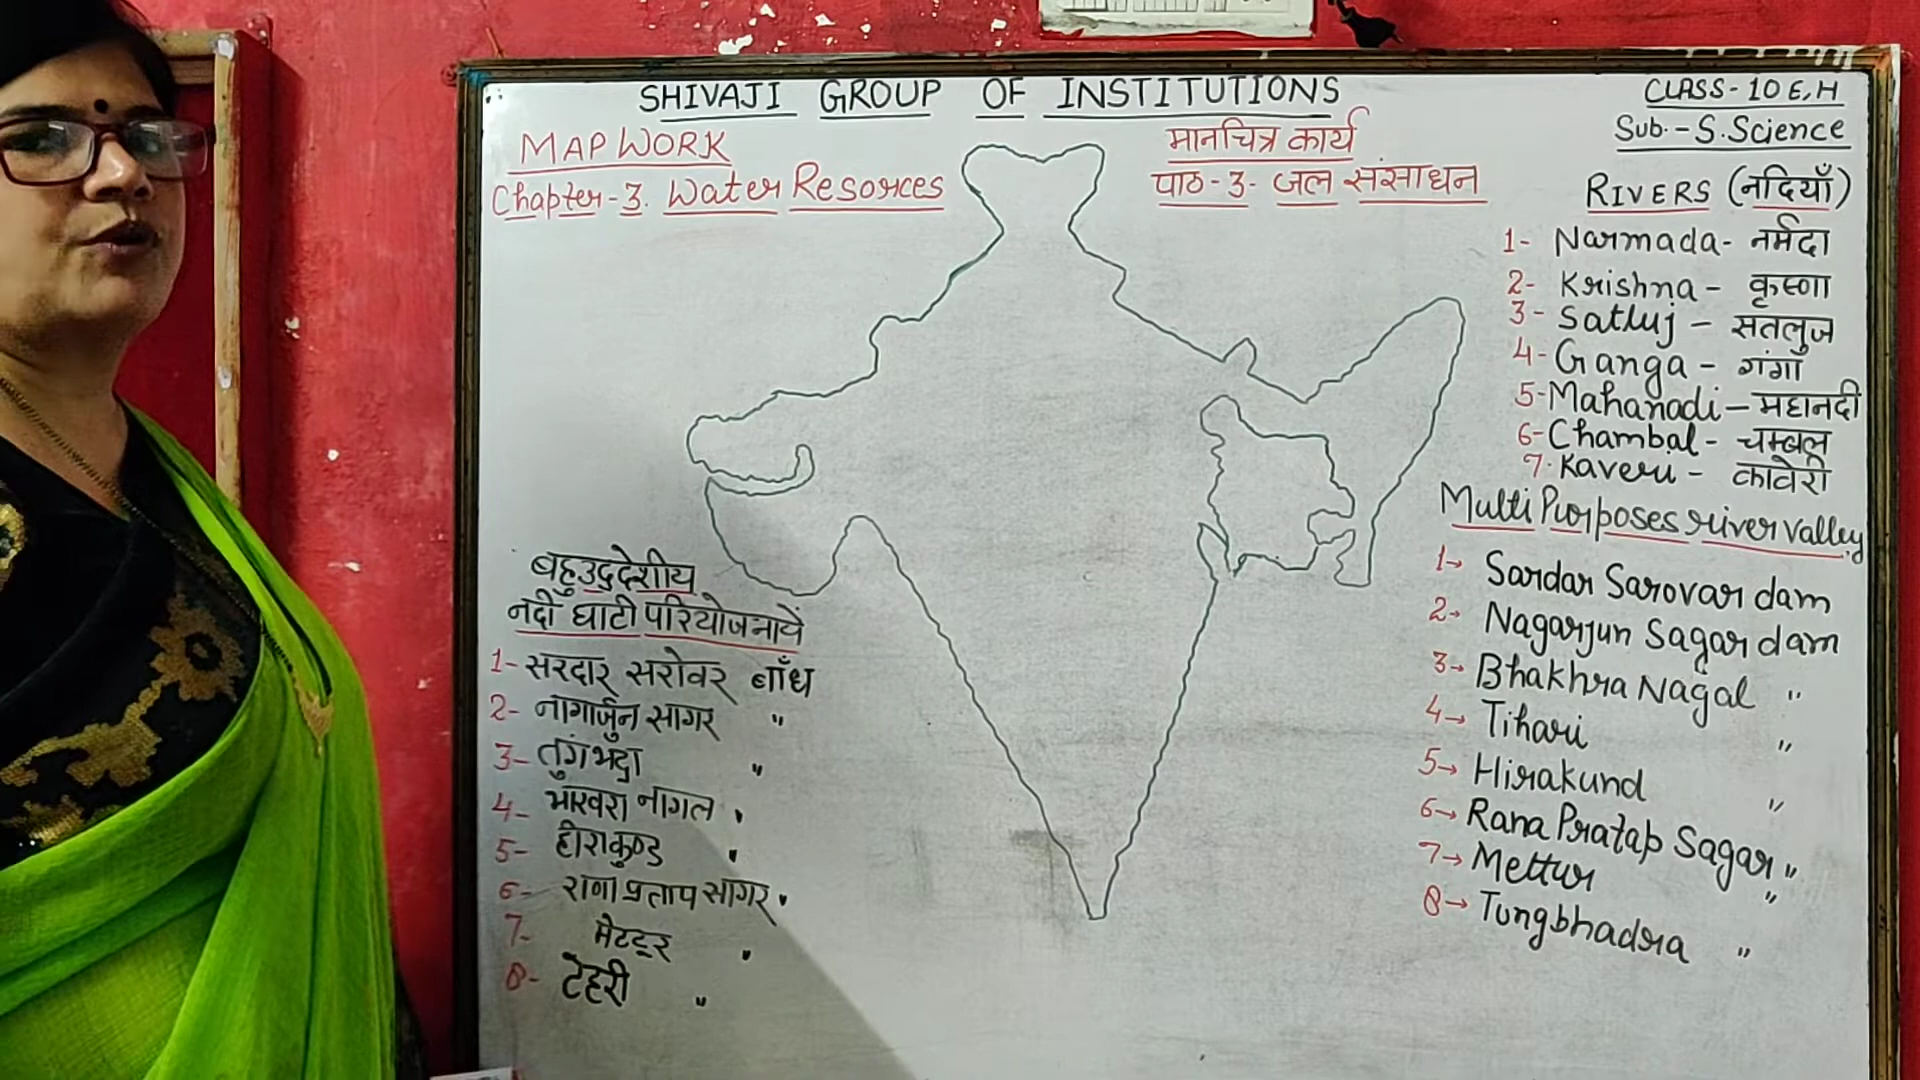 SHIVAJI GROUP OF INSTITUTIONS
CLASS - 10 E, H
Sub. - S. Science
MAP WORK
Chapter - 3. Water Resorces
मानचित्र कार्य
पाठ - 3 - जल संसाधन
RIVERS (नदियाँ)
1- Narmada - नर्मदा
2- Krishna - कृष्णा
3- Satluj - सतलुज
4- Ganga - गंगा
5- Mahanadi - महानदी
6- Chambal - चम्बल
7. Kaveri - कावेरी
Multi Purposes river valley
1→ Sardar Sarovar dam
2→ Nagarjun Sagar dam
3→ Bhakhra Nagal "
4→ Tihari "
5→ Hirakund "
6→ Rana Pratap Sagar "
7→ Mettur "
8→ Tungbhadra "
बहुउद्देशीय
नदी घाटी परियोजनायें
1- सरदार सरोवर बाँध
2- नागार्जुन सागर "
3- तुगंभद्रा "
4- भाखरा नागल "
5- हीराकुण्ड "
6- राणा प्रताप सागर "
7- मेटटूर "
8- टेहरी "